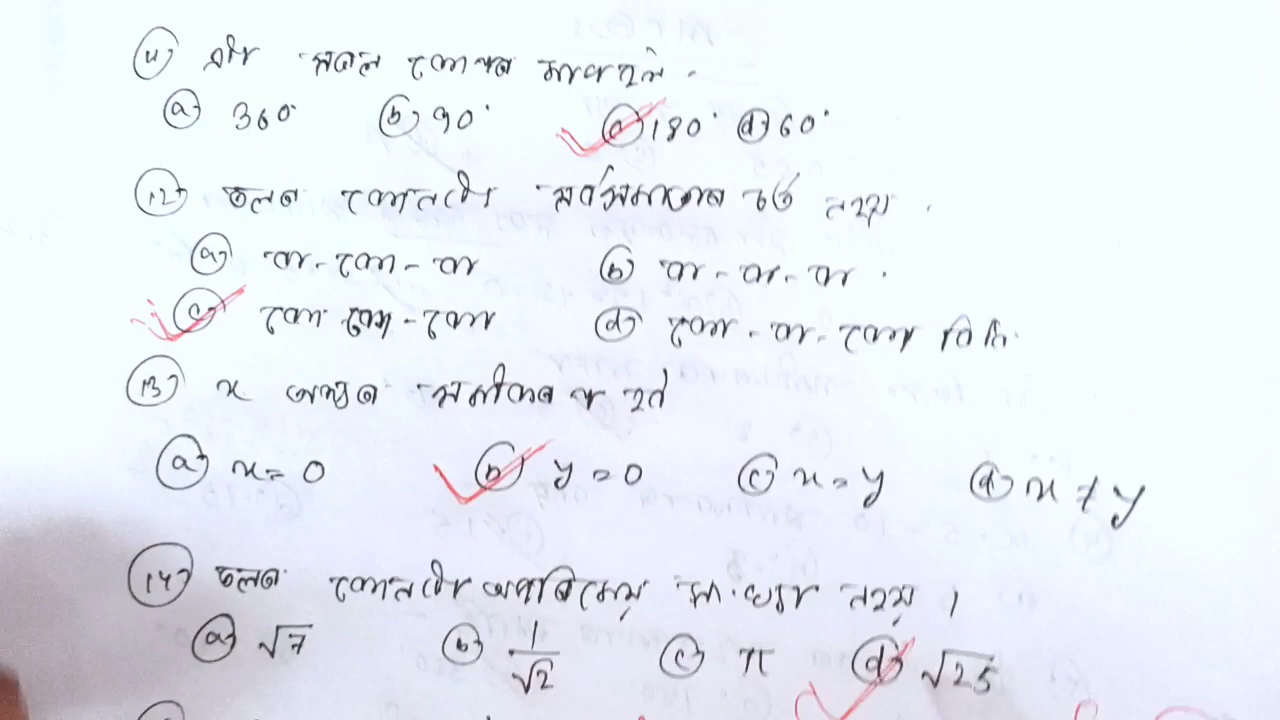 11) এটা সৰল কোণৰ মাপ হ'ল
a) 360° b) 90° c) 180° d) 60°
12) তলৰ কোনটো সৰ্বসমতাৰ চৰ্ত নহয়
a) বা-কো-বা b) বা-বা-বা
c) কো-কো-কো d) কো-বা-কো বিধি
13) x অক্ষৰ সমীকৰণ হ'ল
a) x = 0 b) y = 0 c) x = y d) x ≠ y
14) তলৰ কোনটো অপৰিমেয় সংখ্যা নহয় ।
a) √7 b) 1/√2 c) π d) √25